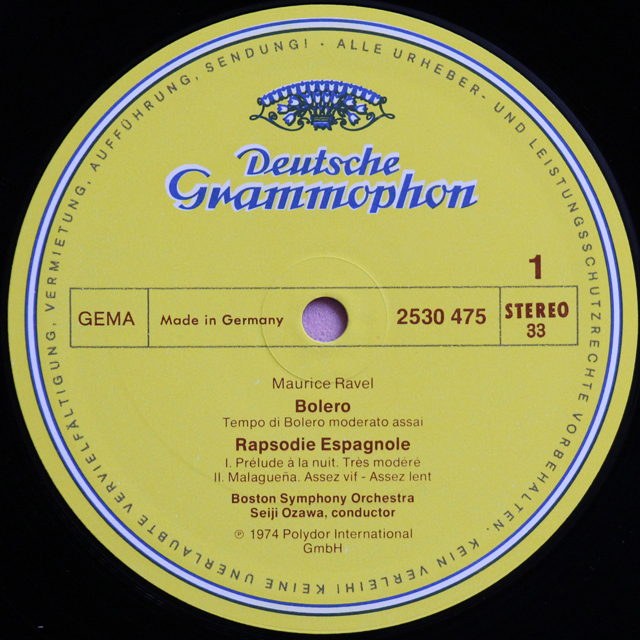 ALLE URHEBER- UND LEISTUNGSSCHUTZRECHTE VORBEHALTEN. KEIN VERLEIH! KEINE UNERLAUBTE VERVIELFÄLTIGUNG, VERMIETUNG, AUFFÜHRUNG, SENDUNG! ·
Deutsche
Grammophon
1
GEMA
Made in Germany
2530 475
STEREO
33
Maurice Ravel
Bolero
Tempo di Bolero moderato assai
Rapsodie Espagnole
I. Prélude à la nuit. Très modéré
II. Malagueña. Assez vif - Assez lent
Boston Symphony Orchestra
Seiji Ozawa, conductor
℗ 1974 Polydor International
GmbH